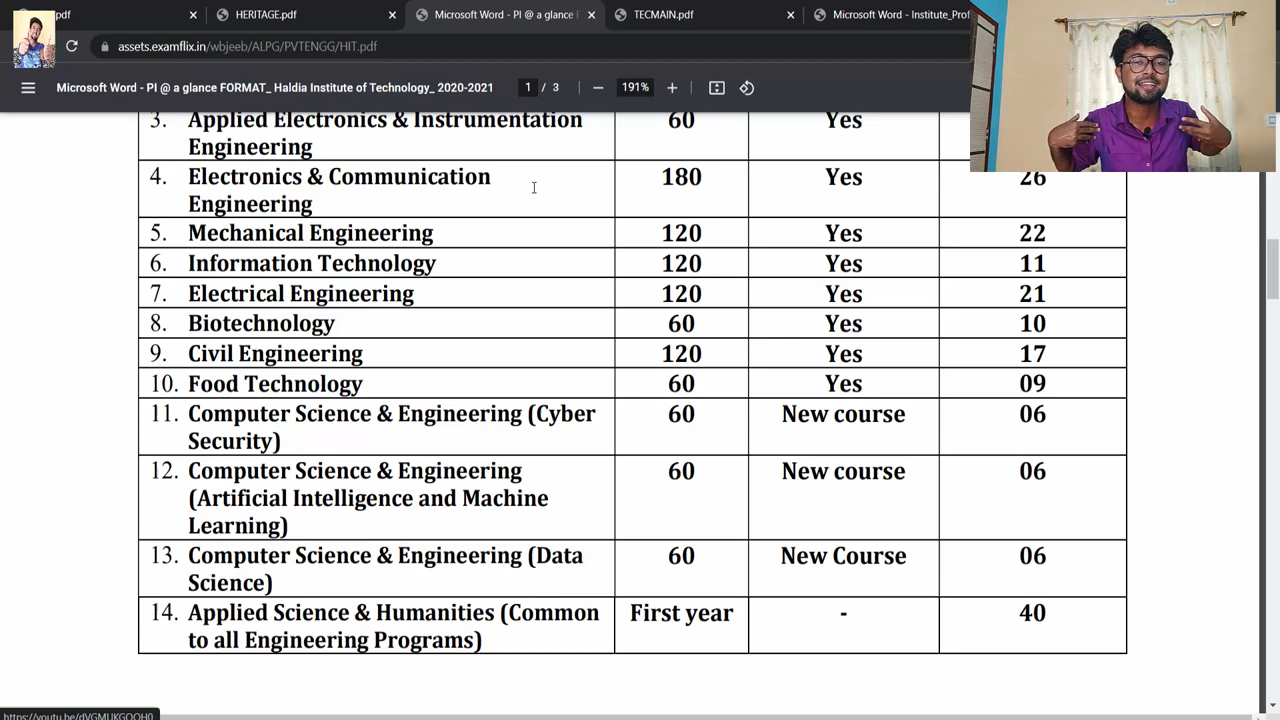 .pdf
HERITAGE.pdf
Microsoft Word - PI @ a glance
TECMAIN.pdf
Microsoft Word - Institute_Prof
assets.examflix.in/wbjeeb/ALPG/PVTENGG/HIT.pdf
Microsoft Word - PI @ a glance FORMAT_ Haldia Institute of Technology_ 2020-2021
1 / 3
191%
3. Applied Electronics & Instrumentation Engineering 60 Yes
4. Electronics & Communication Engineering 180 Yes 26
5. Mechanical Engineering 120 Yes 22
6. Information Technology 120 Yes 11
7. Electrical Engineering 120 Yes 21
8. Biotechnology 60 Yes 10
9. Civil Engineering 120 Yes 17
10. Food Technology 60 Yes 09
11. Computer Science & Engineering (Cyber Security) 60 New course 06
12. Computer Science & Engineering (Artificial Intelligence and Machine Learning) 60 New course 06
13. Computer Science & Engineering (Data Science) 60 New Course 06
14. Applied Science & Humanities (Common to all Engineering Programs) First year - 40